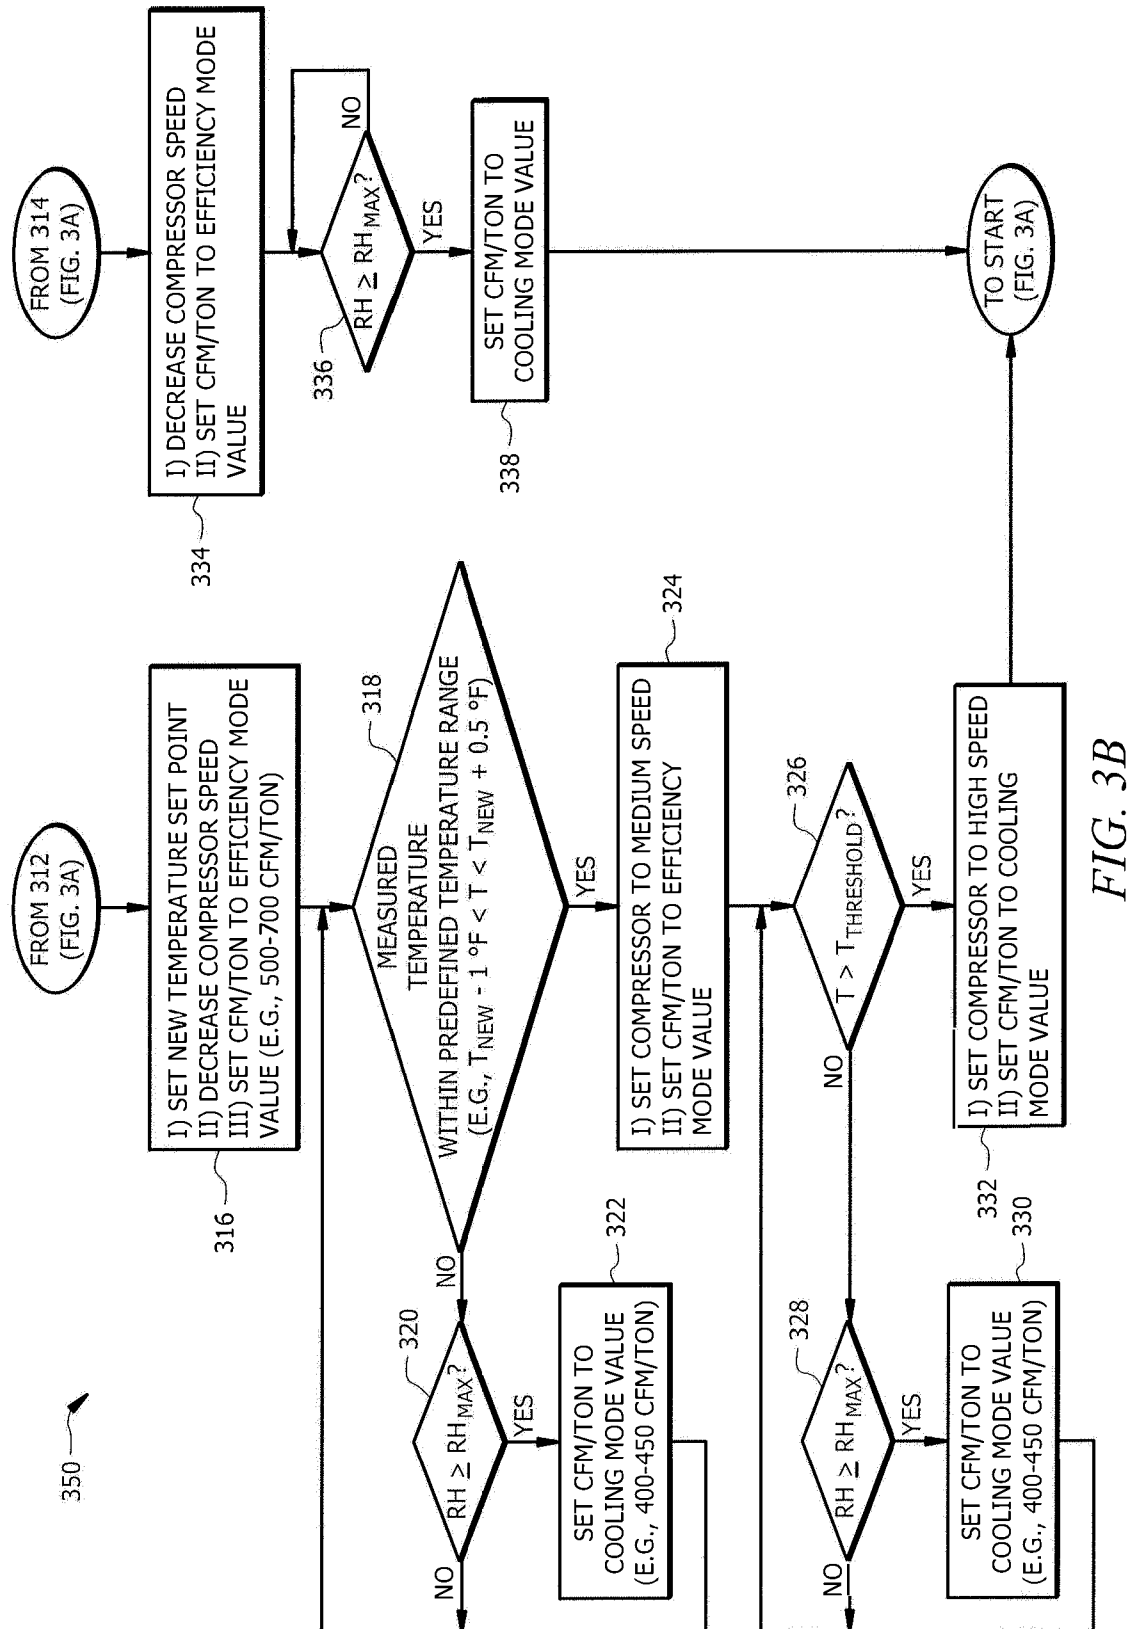 350
FROM 312
(FIG. 3A)
316
I) SET NEW TEMPERATURE SET POINT
II) DECREASE COMPRESSOR SPEED
III) SET CFM/TON TO EFFICIENCY MODE
VALUE (E.G., 500-700 CFM/TON)
318
MEASURED
TEMPERATURE
WITHIN PREDEFINED TEMPERATURE RANGE
(E.G., TNEW - 1 °F < T < TNEW + 0.5 °F)
NO
YES
320
RH ≥ RHMAX?
NO
YES
322
SET CFM/TON TO
COOLING MODE VALUE
(E.G., 400-450 CFM/TON)
324
I) SET COMPRESSOR TO MEDIUM SPEED
II) SET CFM/TON TO EFFICIENCY
MODE VALUE
326
T > TTHRESHOLD?
NO
YES
328
RH ≥ RHMAX?
NO
YES
330
SET CFM/TON TO
COOLING MODE VALUE
(E.G., 400-450 CFM/TON)
332
I) SET COMPRESSOR TO HIGH SPEED
II) SET CFM/TON TO COOLING
MODE VALUE
FROM 314
(FIG. 3A)
334
I) DECREASE COMPRESSOR SPEED
II) SET CFM/TON TO EFFICIENCY MODE
VALUE
336
RH ≥ RHMAX?
NO
YES
338
SET CFM/TON TO
COOLING MODE VALUE
TO START
(FIG. 3A)
FIG. 3B